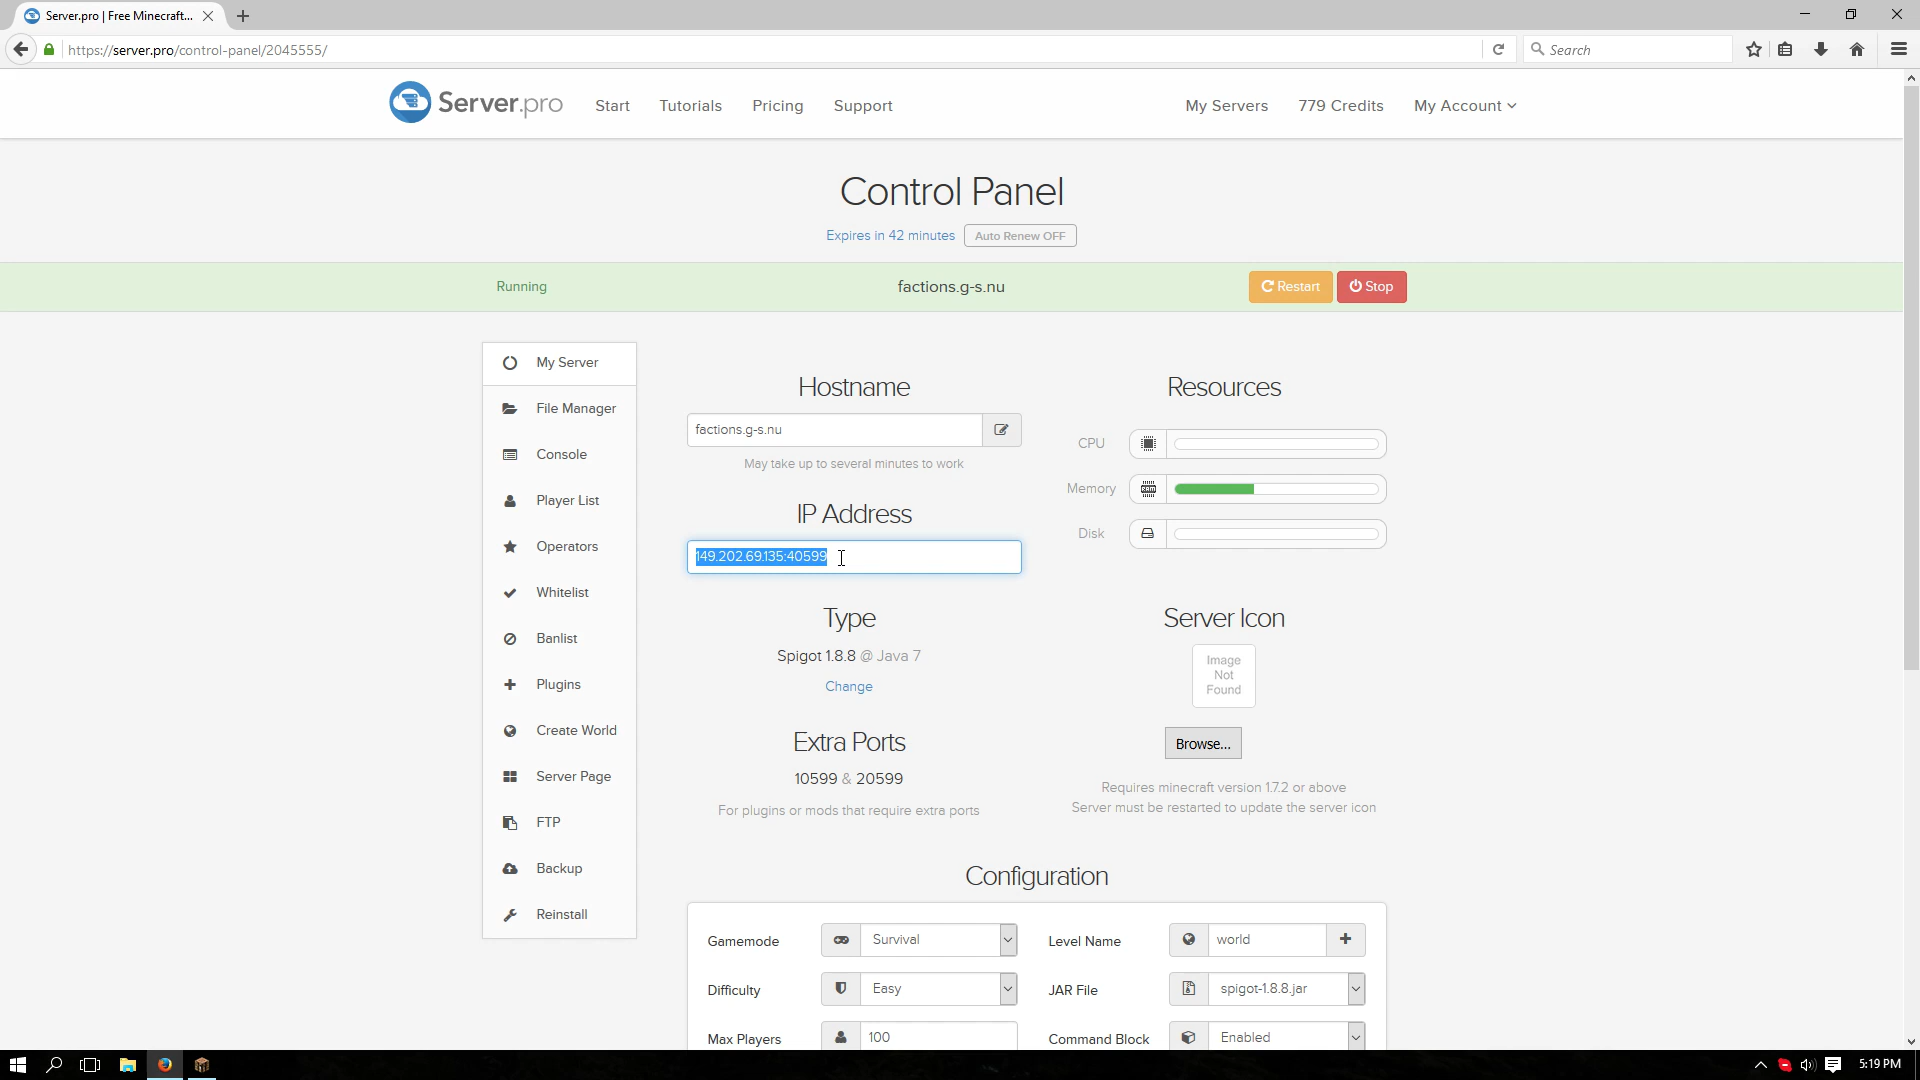 Server.pro | Free Minecraft...
https://server.pro/control-panel/2045555/
Search
Server.pro
Start
Tutorials
Pricing
Support
My Servers
779 Credits
My Account
Control Panel
Expires in 42 minutes
Auto Renew OFF
Running
factions.g-s.nu
Restart
Stop
My Server
File Manager
Console
Player List
Operators
Whitelist
Banlist
Plugins
Create World
Server Page
FTP
Backup
Reinstall
Hostname
factions.g-s.nu
May take up to several minutes to work
IP Address
149.202.69.135:40599
Type
Spigot 1.8.8 @ Java 7
Change
Extra Ports
10599 & 20599
For plugins or mods that require extra ports
Resources
CPU
Memory
Disk
Server Icon
Image
Not
Found
Browse...
Requires minecraft version 1.7.2 or above
Server must be restarted to update the server icon
Configuration
Gamemode
Survival
Level Name
world
Difficulty
Easy
JAR File
spigot-1.8.8.jar
Max Players
100
Command Block
Enabled
5:19 PM